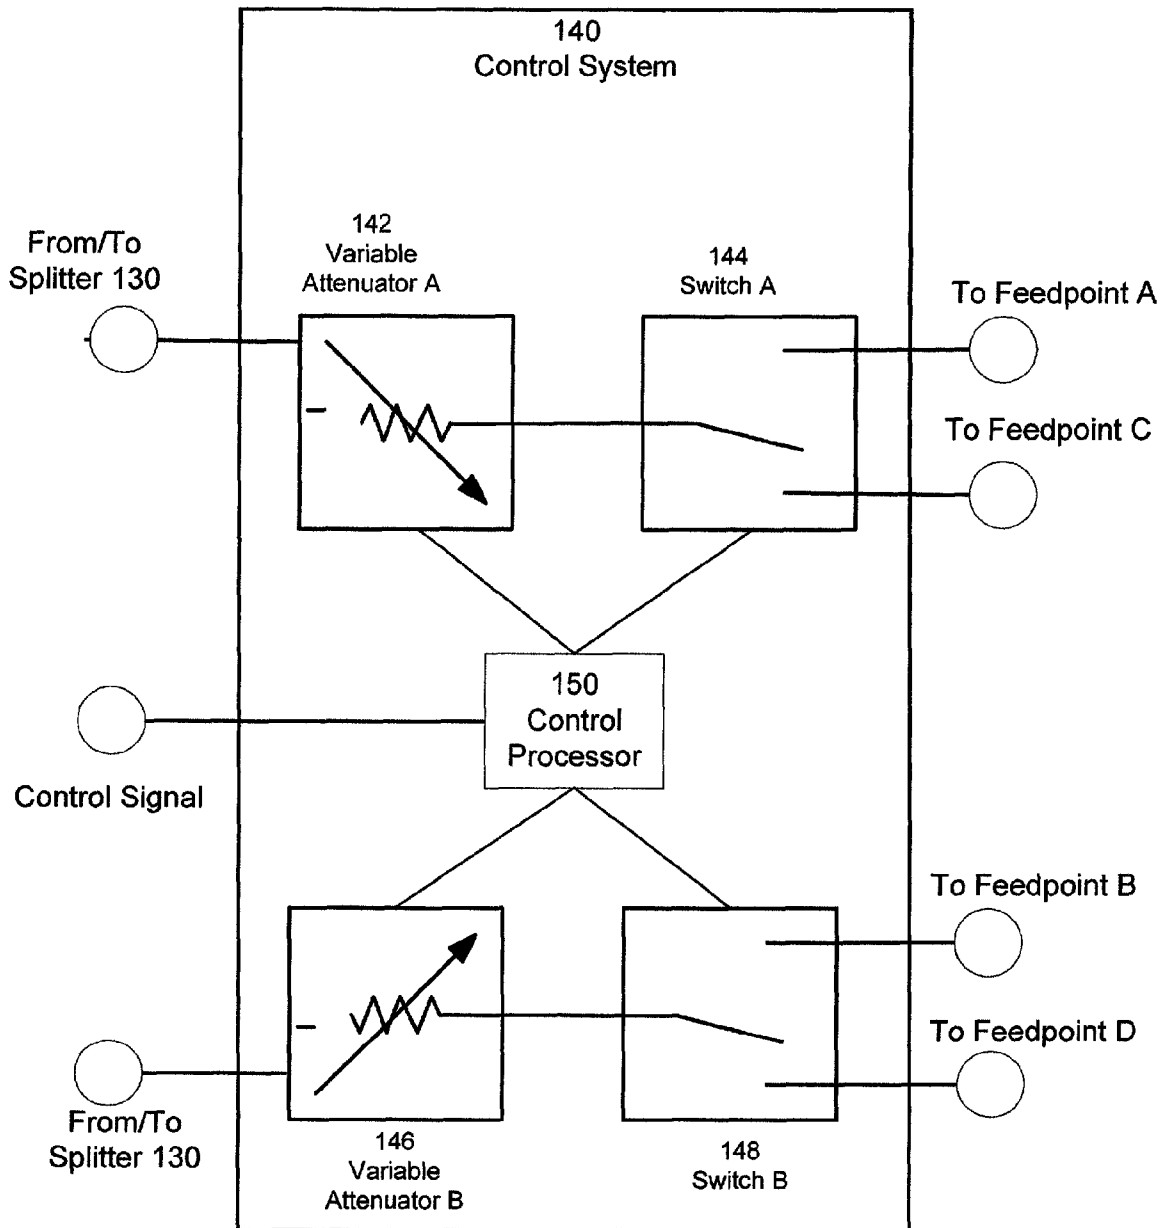 140
Control System
142
Variable
Attenuator A
From/To
Splitter 130
144
Switch A
To Feedpoint A
To Feedpoint C
150
Control
Processor
Control Signal
To Feedpoint B
To Feedpoint D
From/To
Splitter 130
146
Variable
Attenuator B
148
Switch B